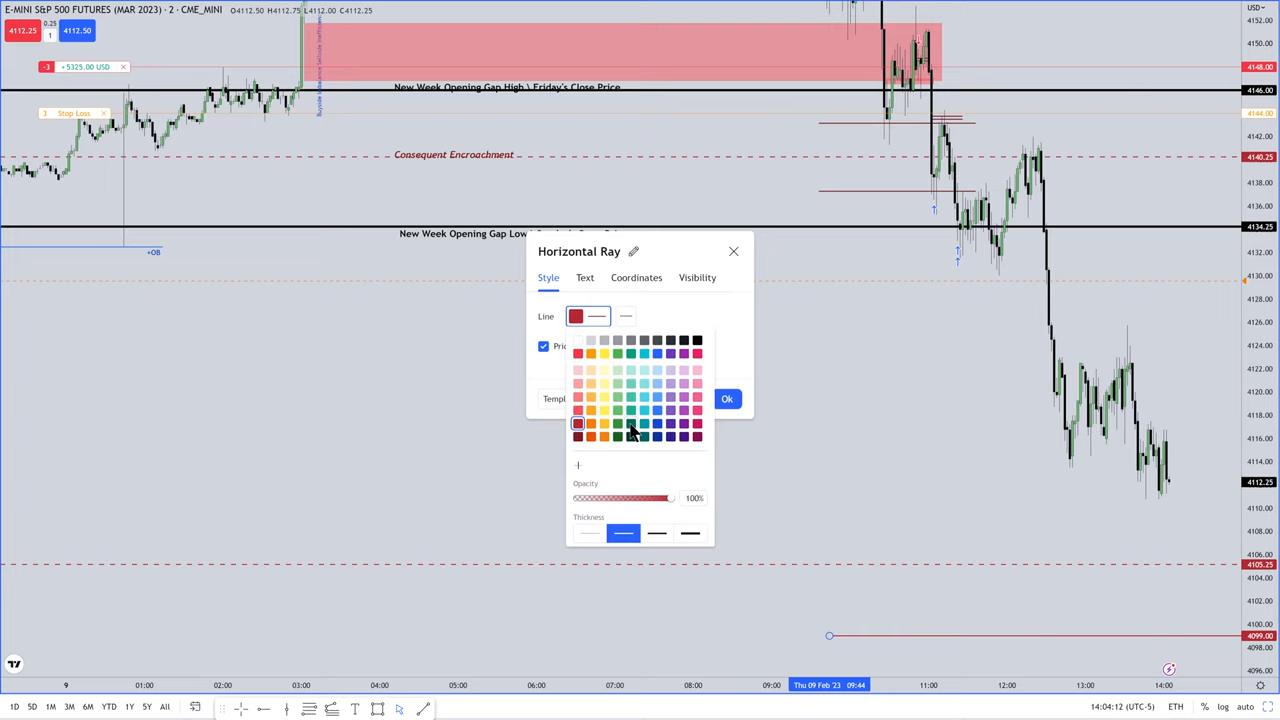 E-MINI S&P 500 FUTURES (MAR 2023) · 2 · CME_MINI O4112.50 H4112.75 L4112.00 C4112.25
USD
4112.25 0.25 1 4112.50
4152.00
4150.00
-3 +5325.00 USD
4148.00
New Week Opening Gap High \ Friday's Close Price
4146.00
3 Stop Loss
4144.00
4142.00
Consequent Encroachment
4140.25
4138.00
4136.00
New Week Opening Gap Low
4134.25
+OB
4132.00
4130.00
4128.00
4126.00
4124.00
4122.00
4120.00
4118.00
4116.00
4114.00
4112.25
4110.00
4108.00
4106.00
4105.25
4102.00
4100.00
4099.00
4098.00
4096.00
Horizontal Ray
Style Text Coordinates Visibility
Line
Pric
Templ
Ok
Opacity
100%
Thickness
9 01:00 02:00 03:00 04:00 05:00 06:00 07:00 08:00 09:00 Thu 09 Feb '23 09:44 11:00 12:00 13:00 14:00
1D 5D 1M 3M 6M YTD 1Y 5Y All
14:04:12 (UTC-5) ETH % log auto